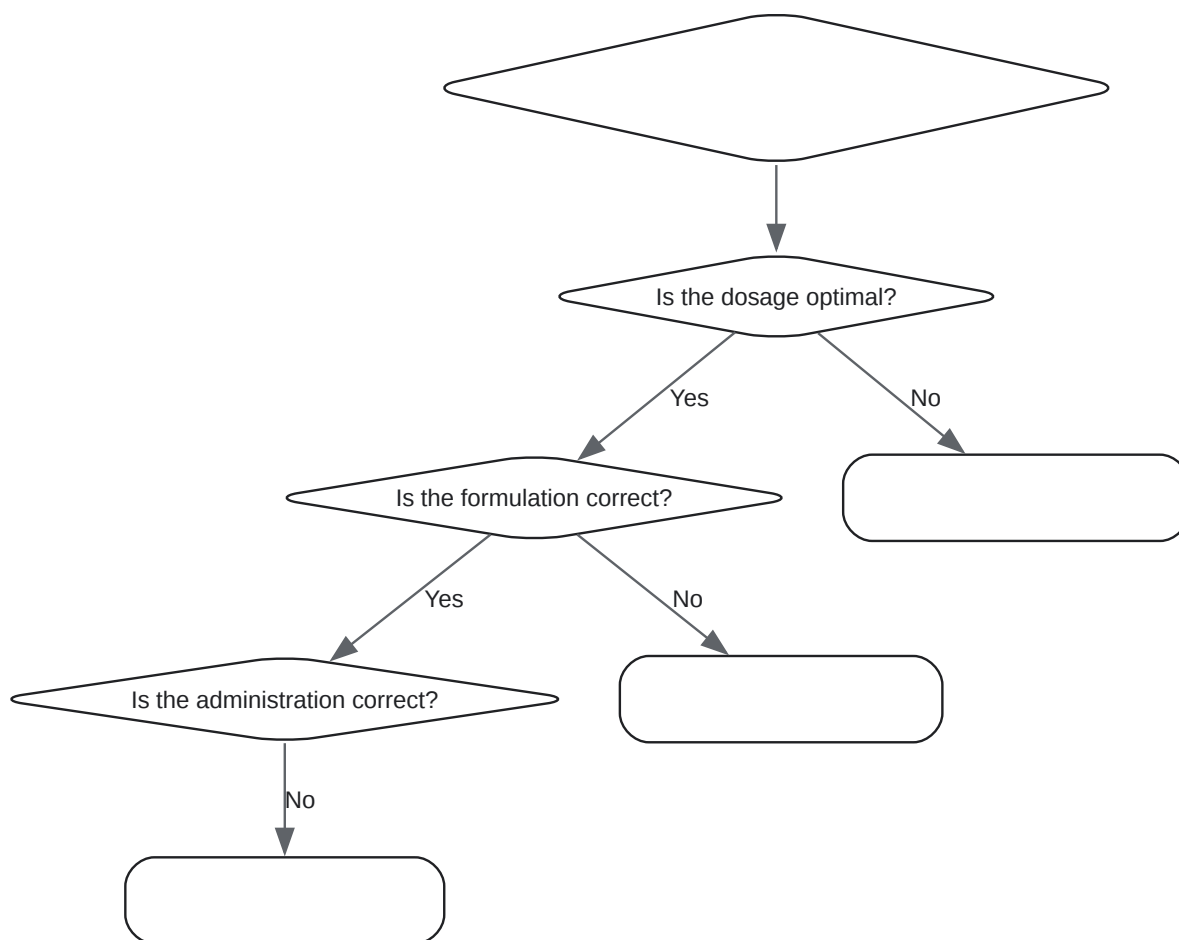 Is the dosage optimal?
Yes
No
Is the formulation correct?
Yes
No
Is the administration correct?
No